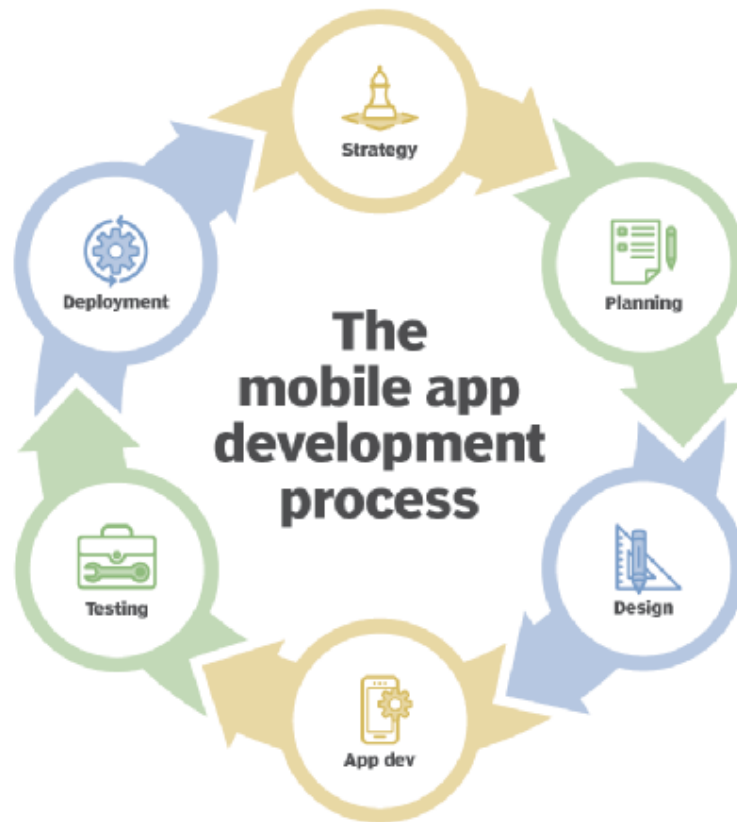 Strategy
Planning
Design
App dev
Testing
Deployment
The
mobile app
development
process